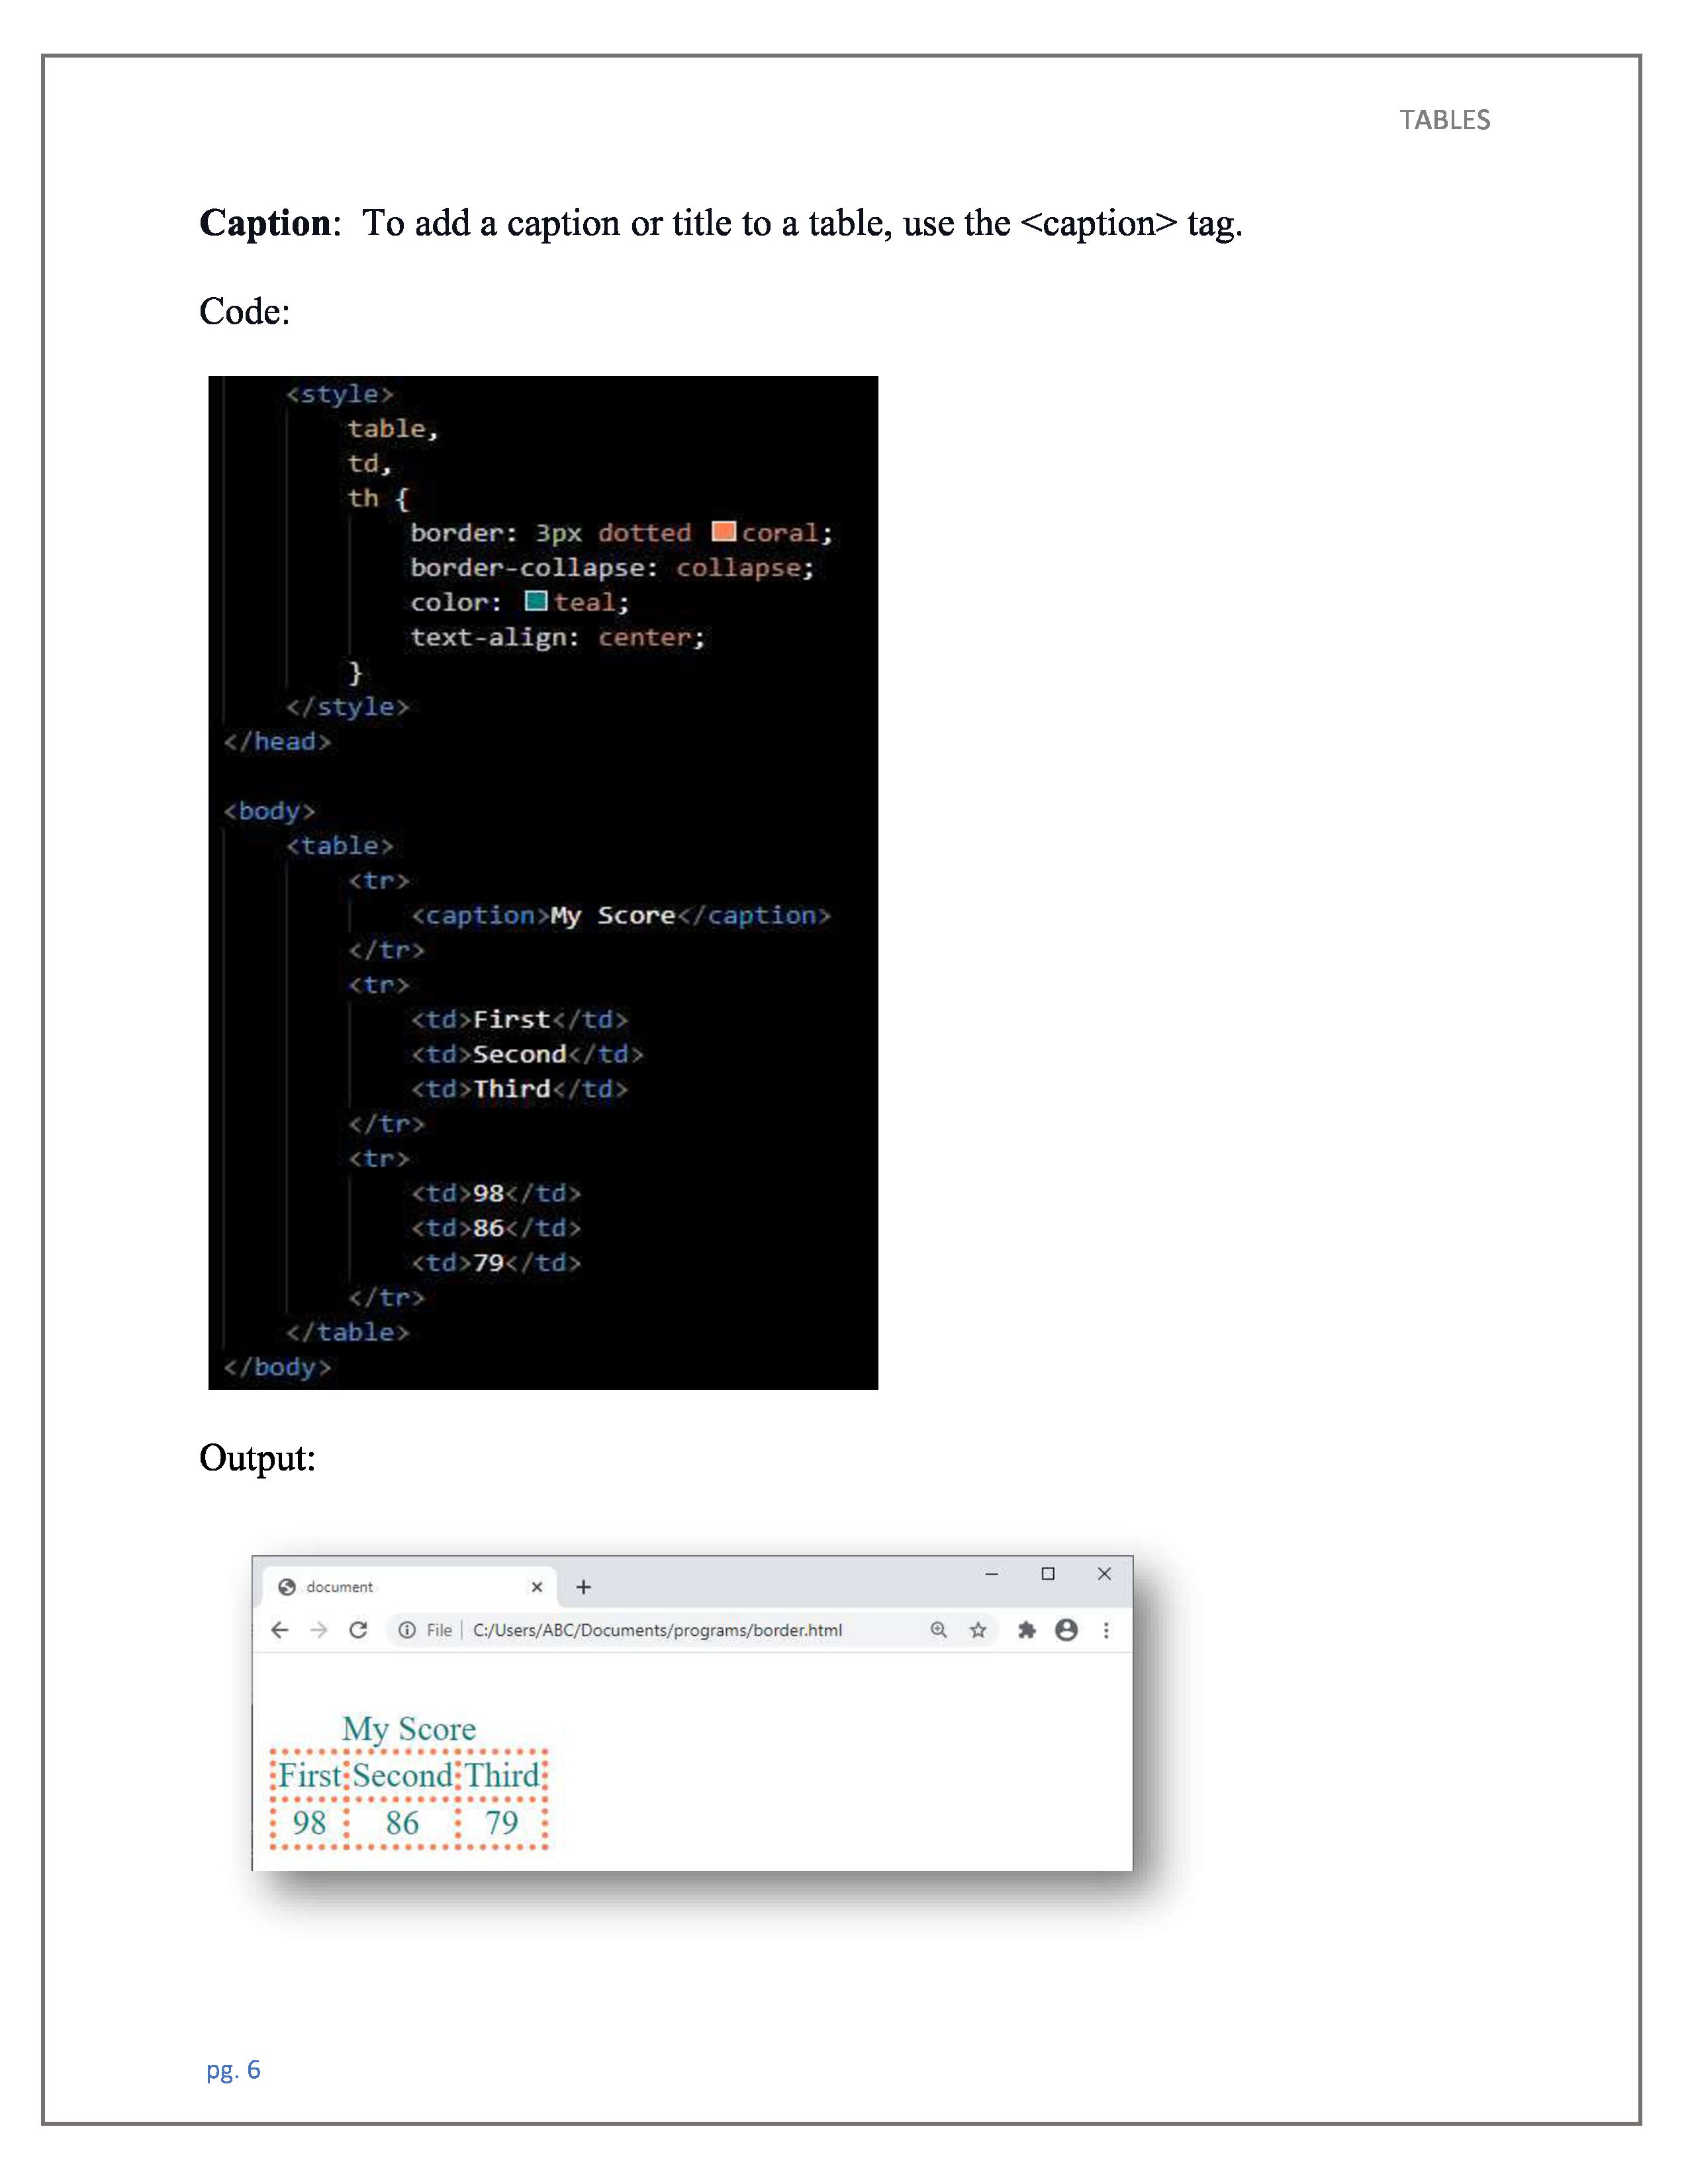 TABLES
Caption:  To add a caption or title to a table, use the <caption> tag.
Code:
<style>
table,
td,
th {
border: 3px dotted coral;
border-collapse: collapse;
color: teal;
text-align: center;
}
</style>
</head>
<body>
<table>
<tr>
<caption>My Score</caption>
</tr>
<tr>
<td>First</td>
<td>Second</td>
<td>Third</td>
</tr>
<tr>
<td>98</td>
<td>86</td>
<td>79</td>
</tr>
</table>
</body>
Output:
document
File | C:/Users/ABC/Documents/programs/border.html
My Score
First Second Third
98 86 79
pg. 6